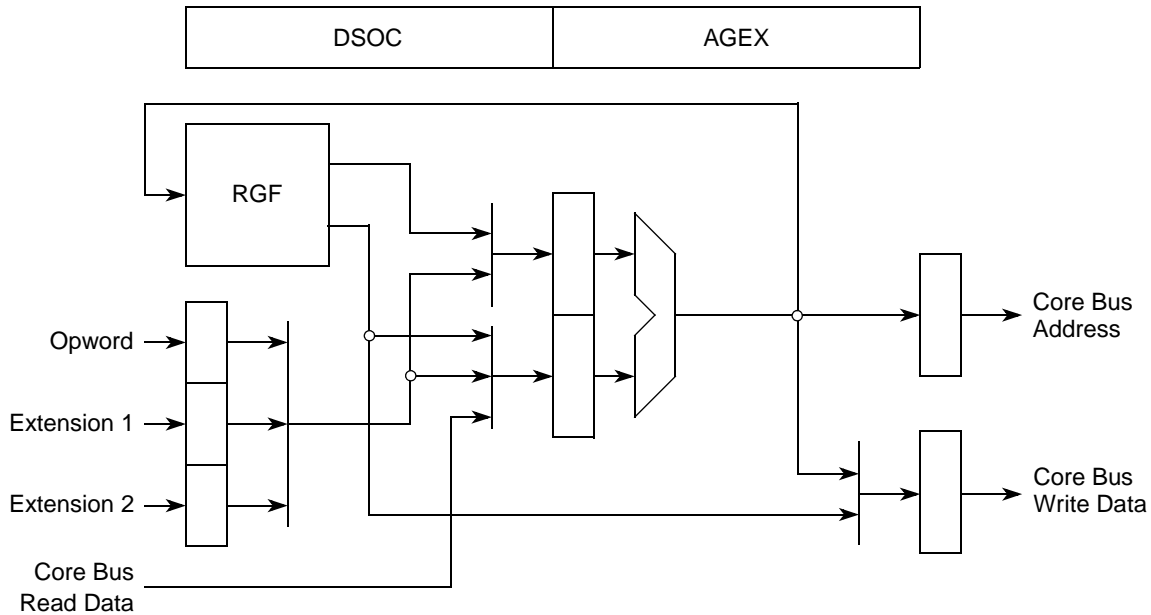 DSOC
AGEX
RGF
Opword
Extension 1
Extension 2
Core Bus
Read Data
Core Bus
Address
Core Bus
Write Data